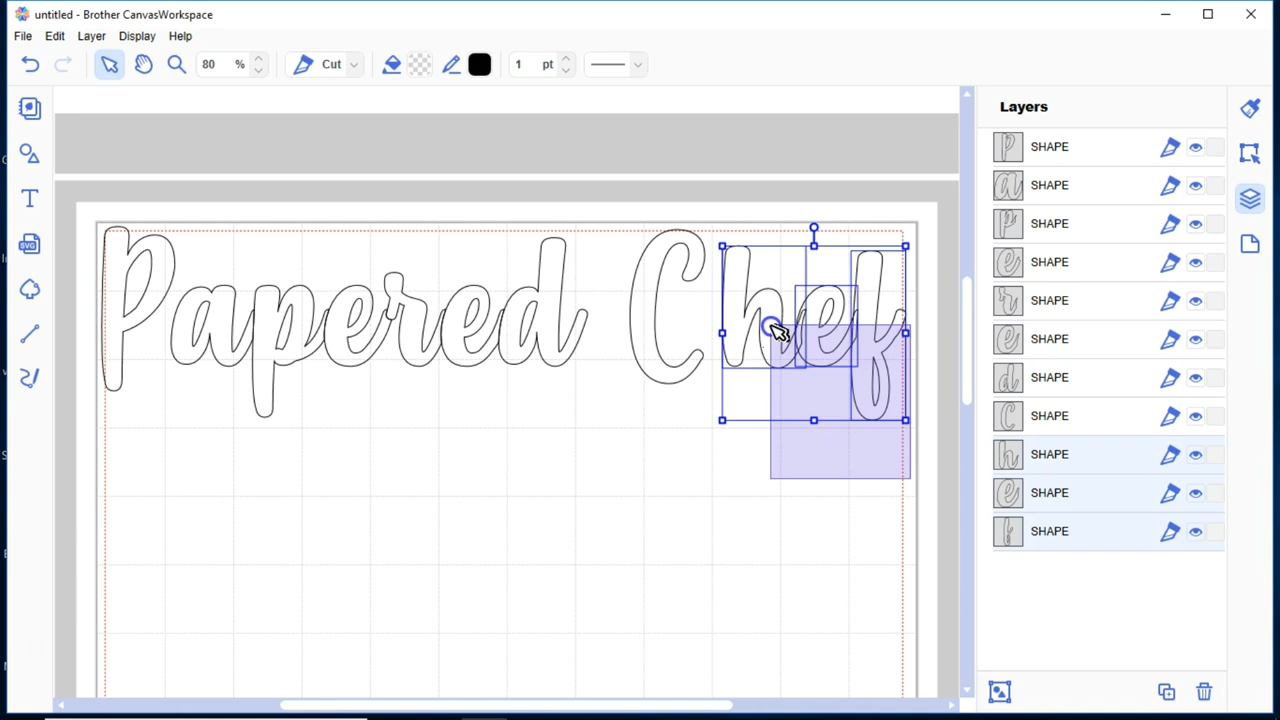 untitled - Brother CanvasWorkspace
File Edit Layer Display Help
80 % Cut 1 pt
Layers
SHAPE
SHAPE
SHAPE
SHAPE
SHAPE
SHAPE
SHAPE
SHAPE
SHAPE
SHAPE
SHAPE
T
SVG
Papered Chef